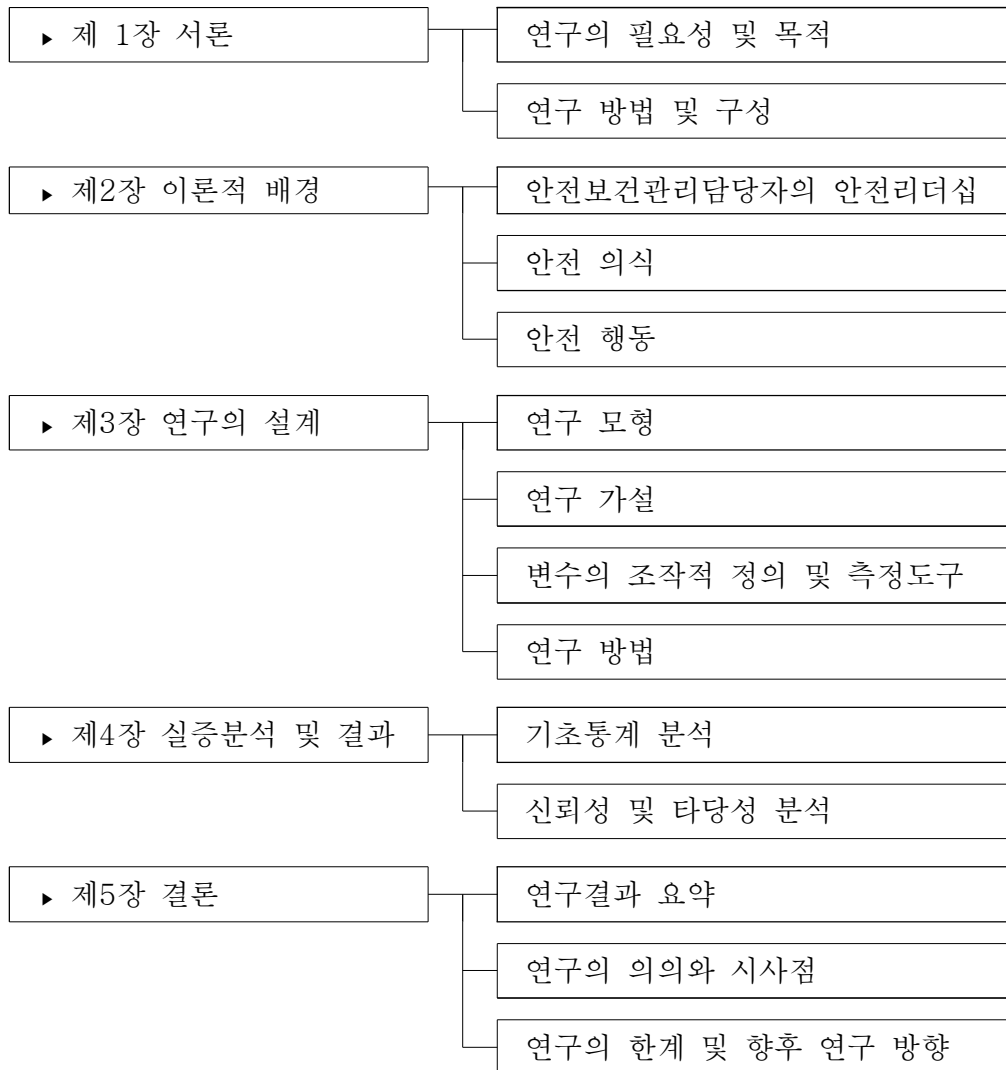 ▶ 제 1장 서론
연구의 필요성 및 목적
연구 방법 및 구성
▶ 제2장 이론적 배경
안전보건관리담당자의 안전리더십
안전 의식
안전 행동
▶ 제3장 연구의 설계
연구 모형
연구 가설
변수의 조작적 정의 및 측정도구
연구 방법
▶ 제4장 실증분석 및 결과
기초통계 분석
신뢰성 및 타당성 분석
▶ 제5장 결론
연구결과 요약
연구의 의의와 시사점
연구의 한계 및 향후 연구 방향